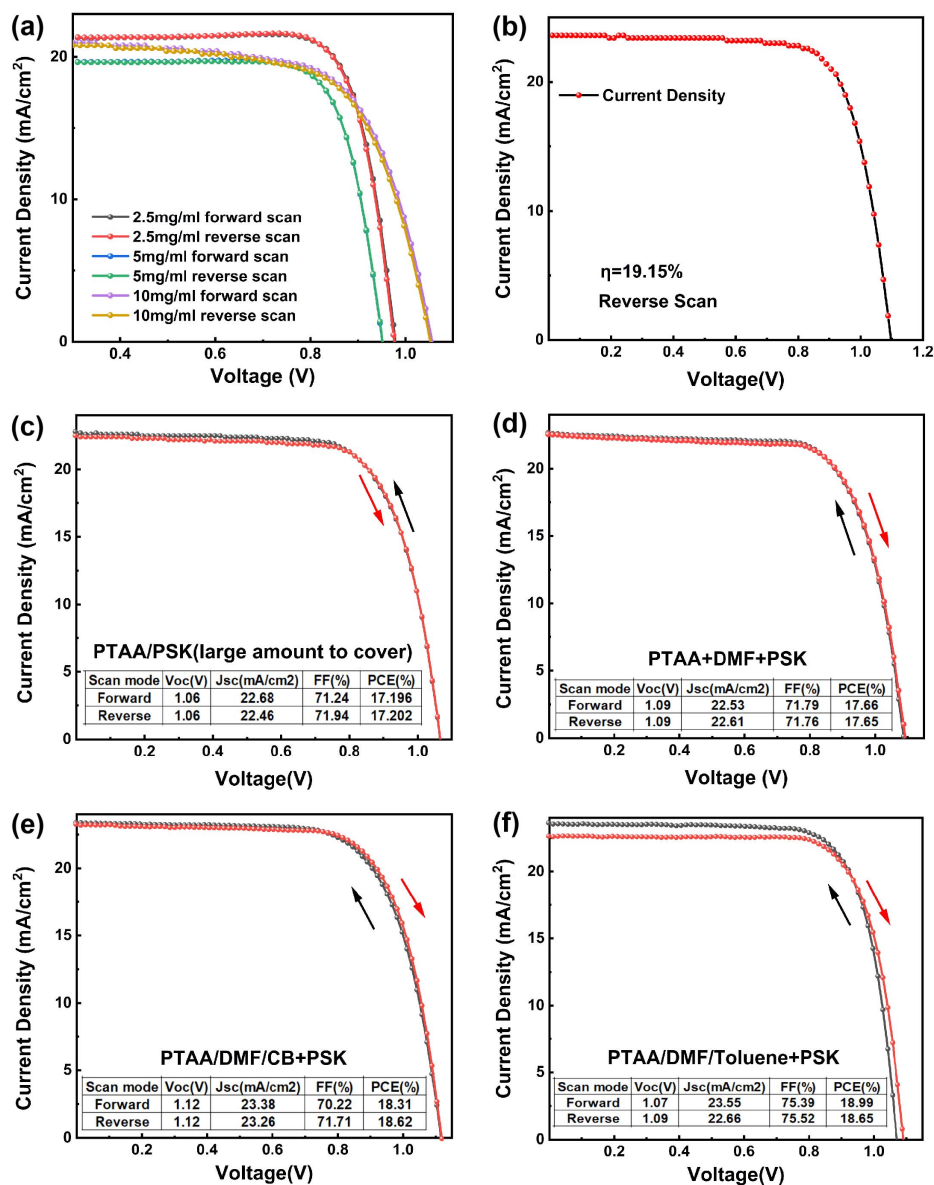 (a)
Current Density (mA/cm²)
20
10
0
2.5mg/ml forward scan
2.5mg/ml reverse scan
5mg/ml forward scan
5mg/ml reverse scan
10mg/ml forward scan
10mg/ml reverse scan
0.4 0.6 0.8 1.0
Voltage (V)
(b)
Current Density (mA/cm²)
20
10
0
Current Density
η=19.15%
Reverse Scan
0.2 0.4 0.6 0.8 1.0 1.2
Voltage(V)
(c)
Current Density (mA/cm²)
20
15
10
5
0
PTAA/PSK(large amount to cover)
Scan mode Voc(V) Jsc(mA/cm2) FF(%) PCE(%)
Forward 1.06 22.68 71.24 17.196
Reverse 1.06 22.46 71.94 17.202
0.2 0.4 0.6 0.8 1.0
Voltage(V)
(d)
Current Density (mA/cm²)
20
15
10
5
0
PTAA+DMF+PSK
Scan mode Voc(V) Jsc(mA/cm2) FF(%) PCE(%)
Forward 1.09 22.53 71.79 17.66
Reverse 1.09 22.61 71.76 17.65
0.2 0.4 0.6 0.8 1.0
Voltage (V)
(e)
Current Density (mA/cm²)
20
15
10
5
0
PTAA/DMF/CB+PSK
Scan mode Voc(V) Jsc(mA/cm2) FF(%) PCE(%)
Forward 1.12 23.38 70.22 18.31
Reverse 1.12 23.26 71.71 18.62
0.2 0.4 0.6 0.8 1.0
Voltage(V)
(f)
Current Density (mA/cm²)
20
15
10
5
0
PTAA/DMF/Toluene+PSK
Scan mode Voc(V) Jsc(mA/cm2) FF(%) PCE(%)
Forward 1.07 23.55 75.39 18.99
Reverse 1.09 22.66 75.52 18.65
0.2 0.4 0.6 0.8 1.0
Voltage(V)